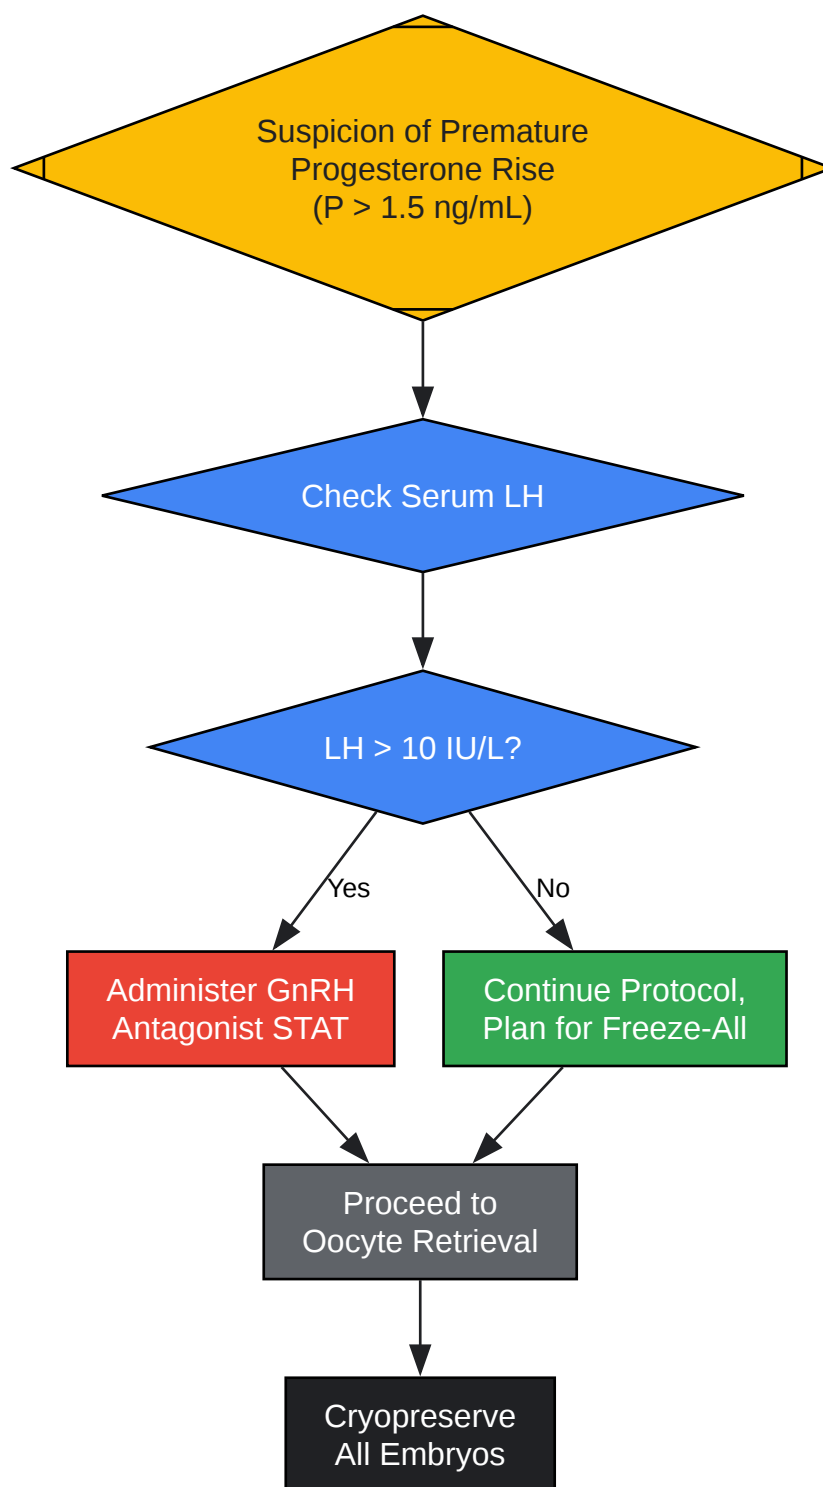 Suspicion of Premature
Progesterone Rise
(P > 1.5 ng/mL)
Check Serum LH
LH > 10 IU/L?
Yes
No
Administer GnRH
Antagonist STAT
Continue Protocol,
Plan for Freeze-All
Proceed to
Oocyte Retrieval
Cryopreserve
All Embryos